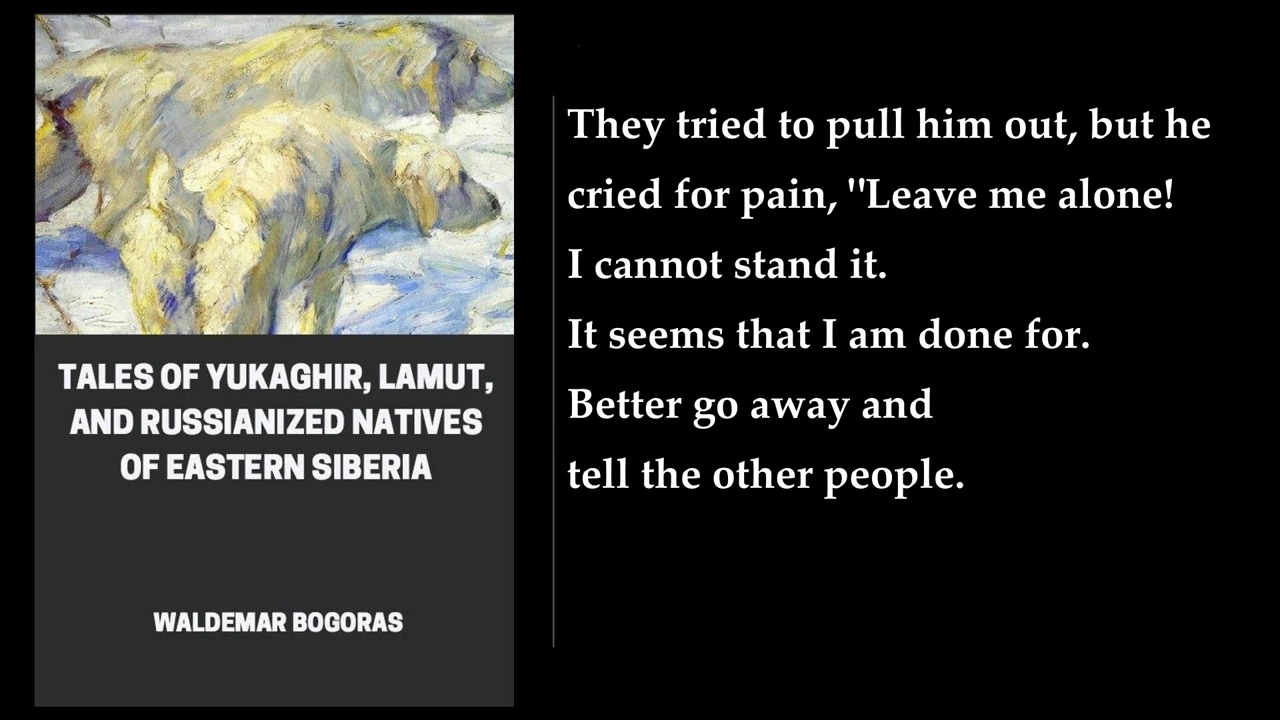 TALES OF YUKAGHIR, LAMUT,
AND RUSSIANIZED NATIVES
OF EASTERN SIBERIA
WALDEMAR BOGORAS
They tried to pull him out, but he
cried for pain, "Leave me alone!
I cannot stand it.
It seems that I am done for.
Better go away and
tell the other people.